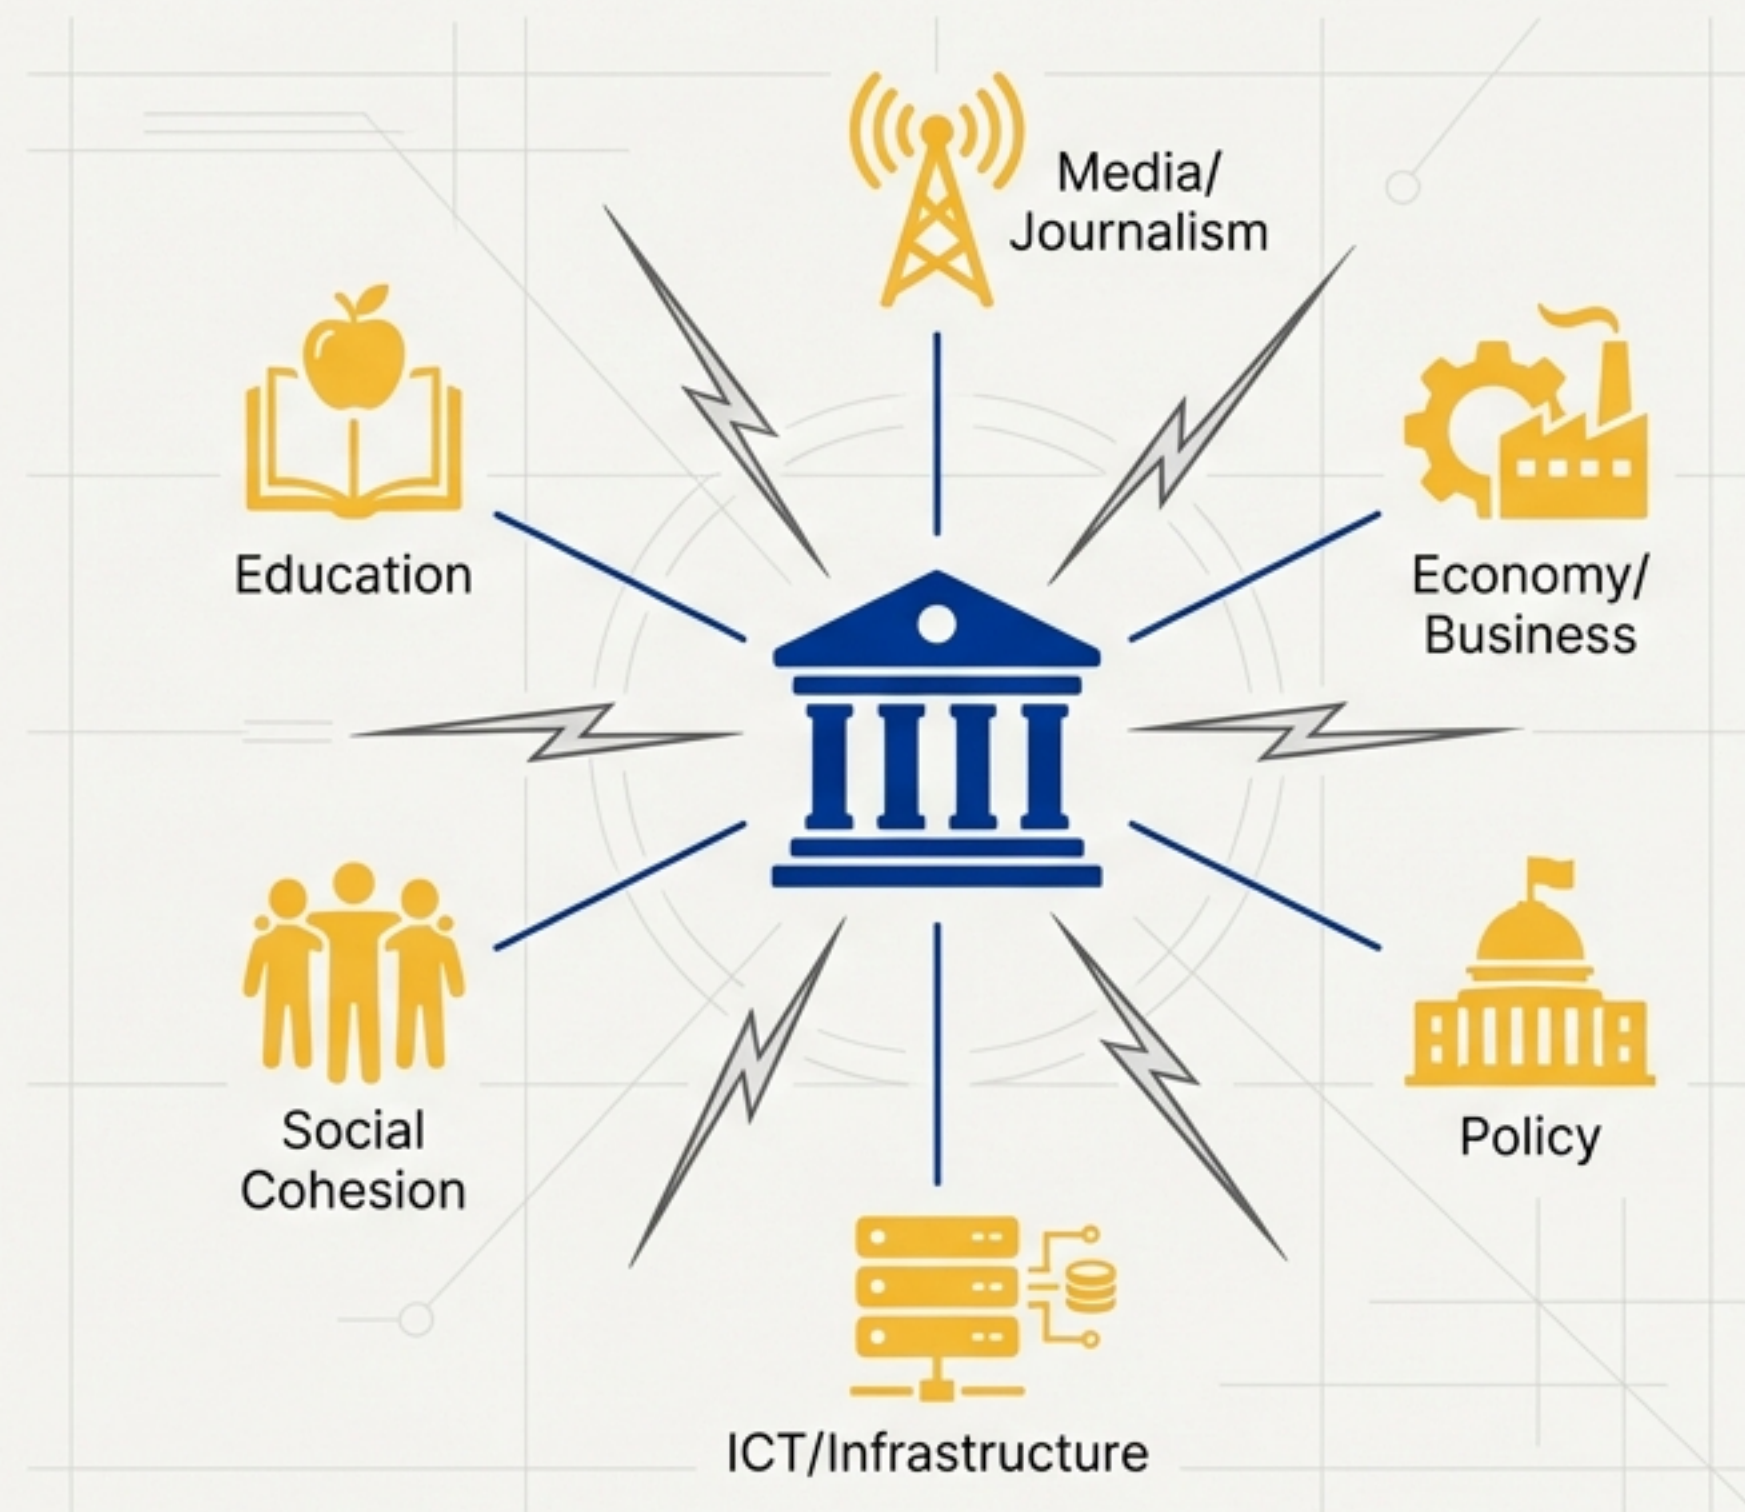 Media/
Journalism
Education
Economy/
Business
Social
Cohesion
Policy
ICT/Infrastructure